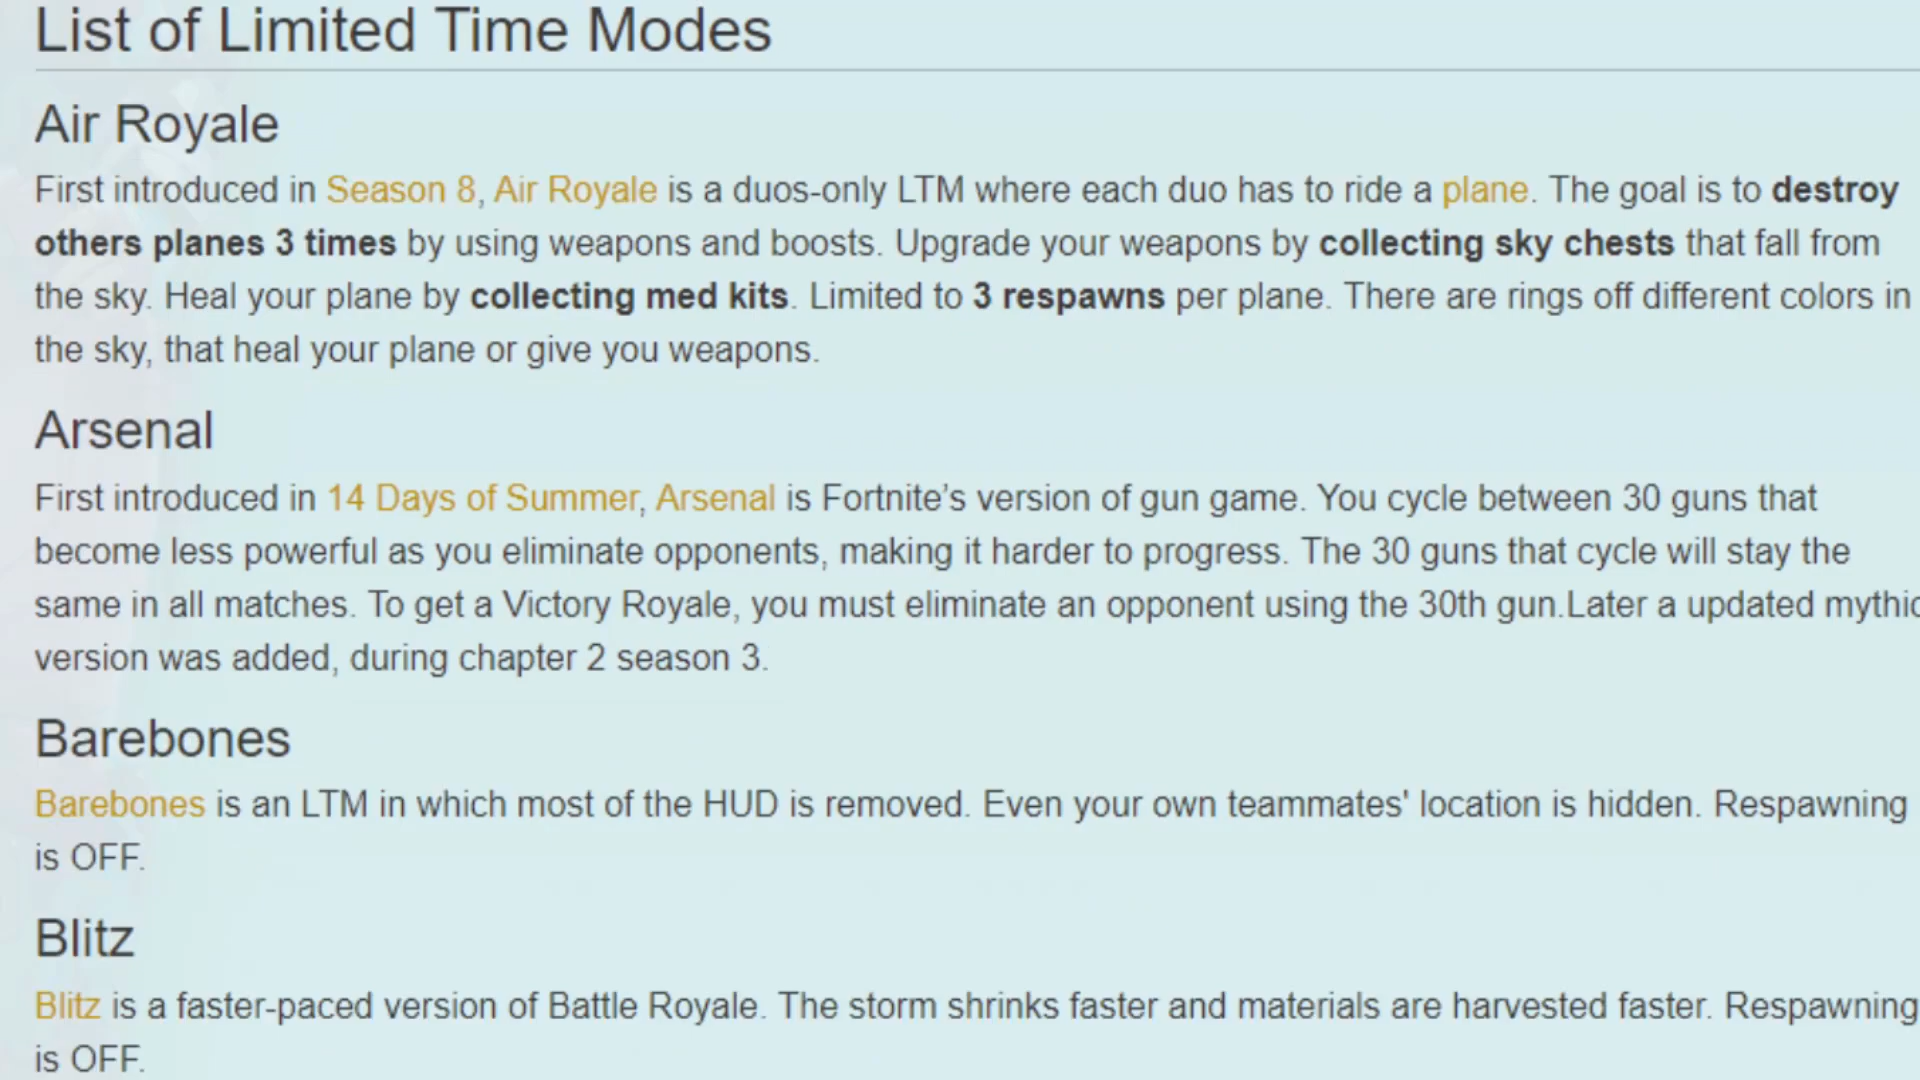 List of Limited Time Modes
Air Royale
First introduced in Season 8, Air Royale is a duos-only LTM where each duo has to ride a plane. The goal is to destroy
others planes 3 times by using weapons and boosts. Upgrade your weapons by collecting sky chests that fall from
the sky. Heal your plane by collecting med kits. Limited to 3 respawns per plane. There are rings off different colors in
the sky, that heal your plane or give you weapons.
Arsenal
First introduced in 14 Days of Summer, Arsenal is Fortnite’s version of gun game. You cycle between 30 guns that
become less powerful as you eliminate opponents, making it harder to progress. The 30 guns that cycle will stay the
same in all matches. To get a Victory Royale, you must eliminate an opponent using the 30th gun.Later a updated mythic
version was added, during chapter 2 season 3.
Barebones
Barebones is an LTM in which most of the HUD is removed. Even your own teammates' location is hidden. Respawning
is OFF.
Blitz
Blitz is a faster-paced version of Battle Royale. The storm shrinks faster and materials are harvested faster. Respawning
is OFF.